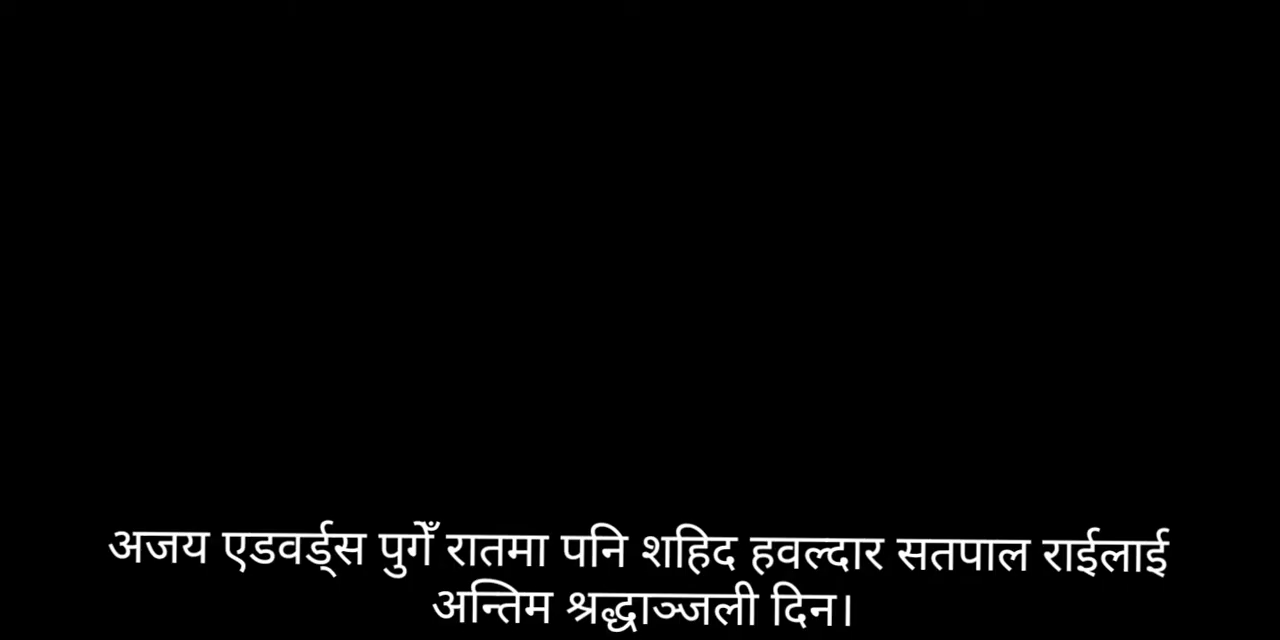 अजय एडवर्ड्स पुगेँ रातमा पनि शहिद हवल्दार सतपाल राईलाई
अन्तिम श्रद्धाञ्जली दिन।